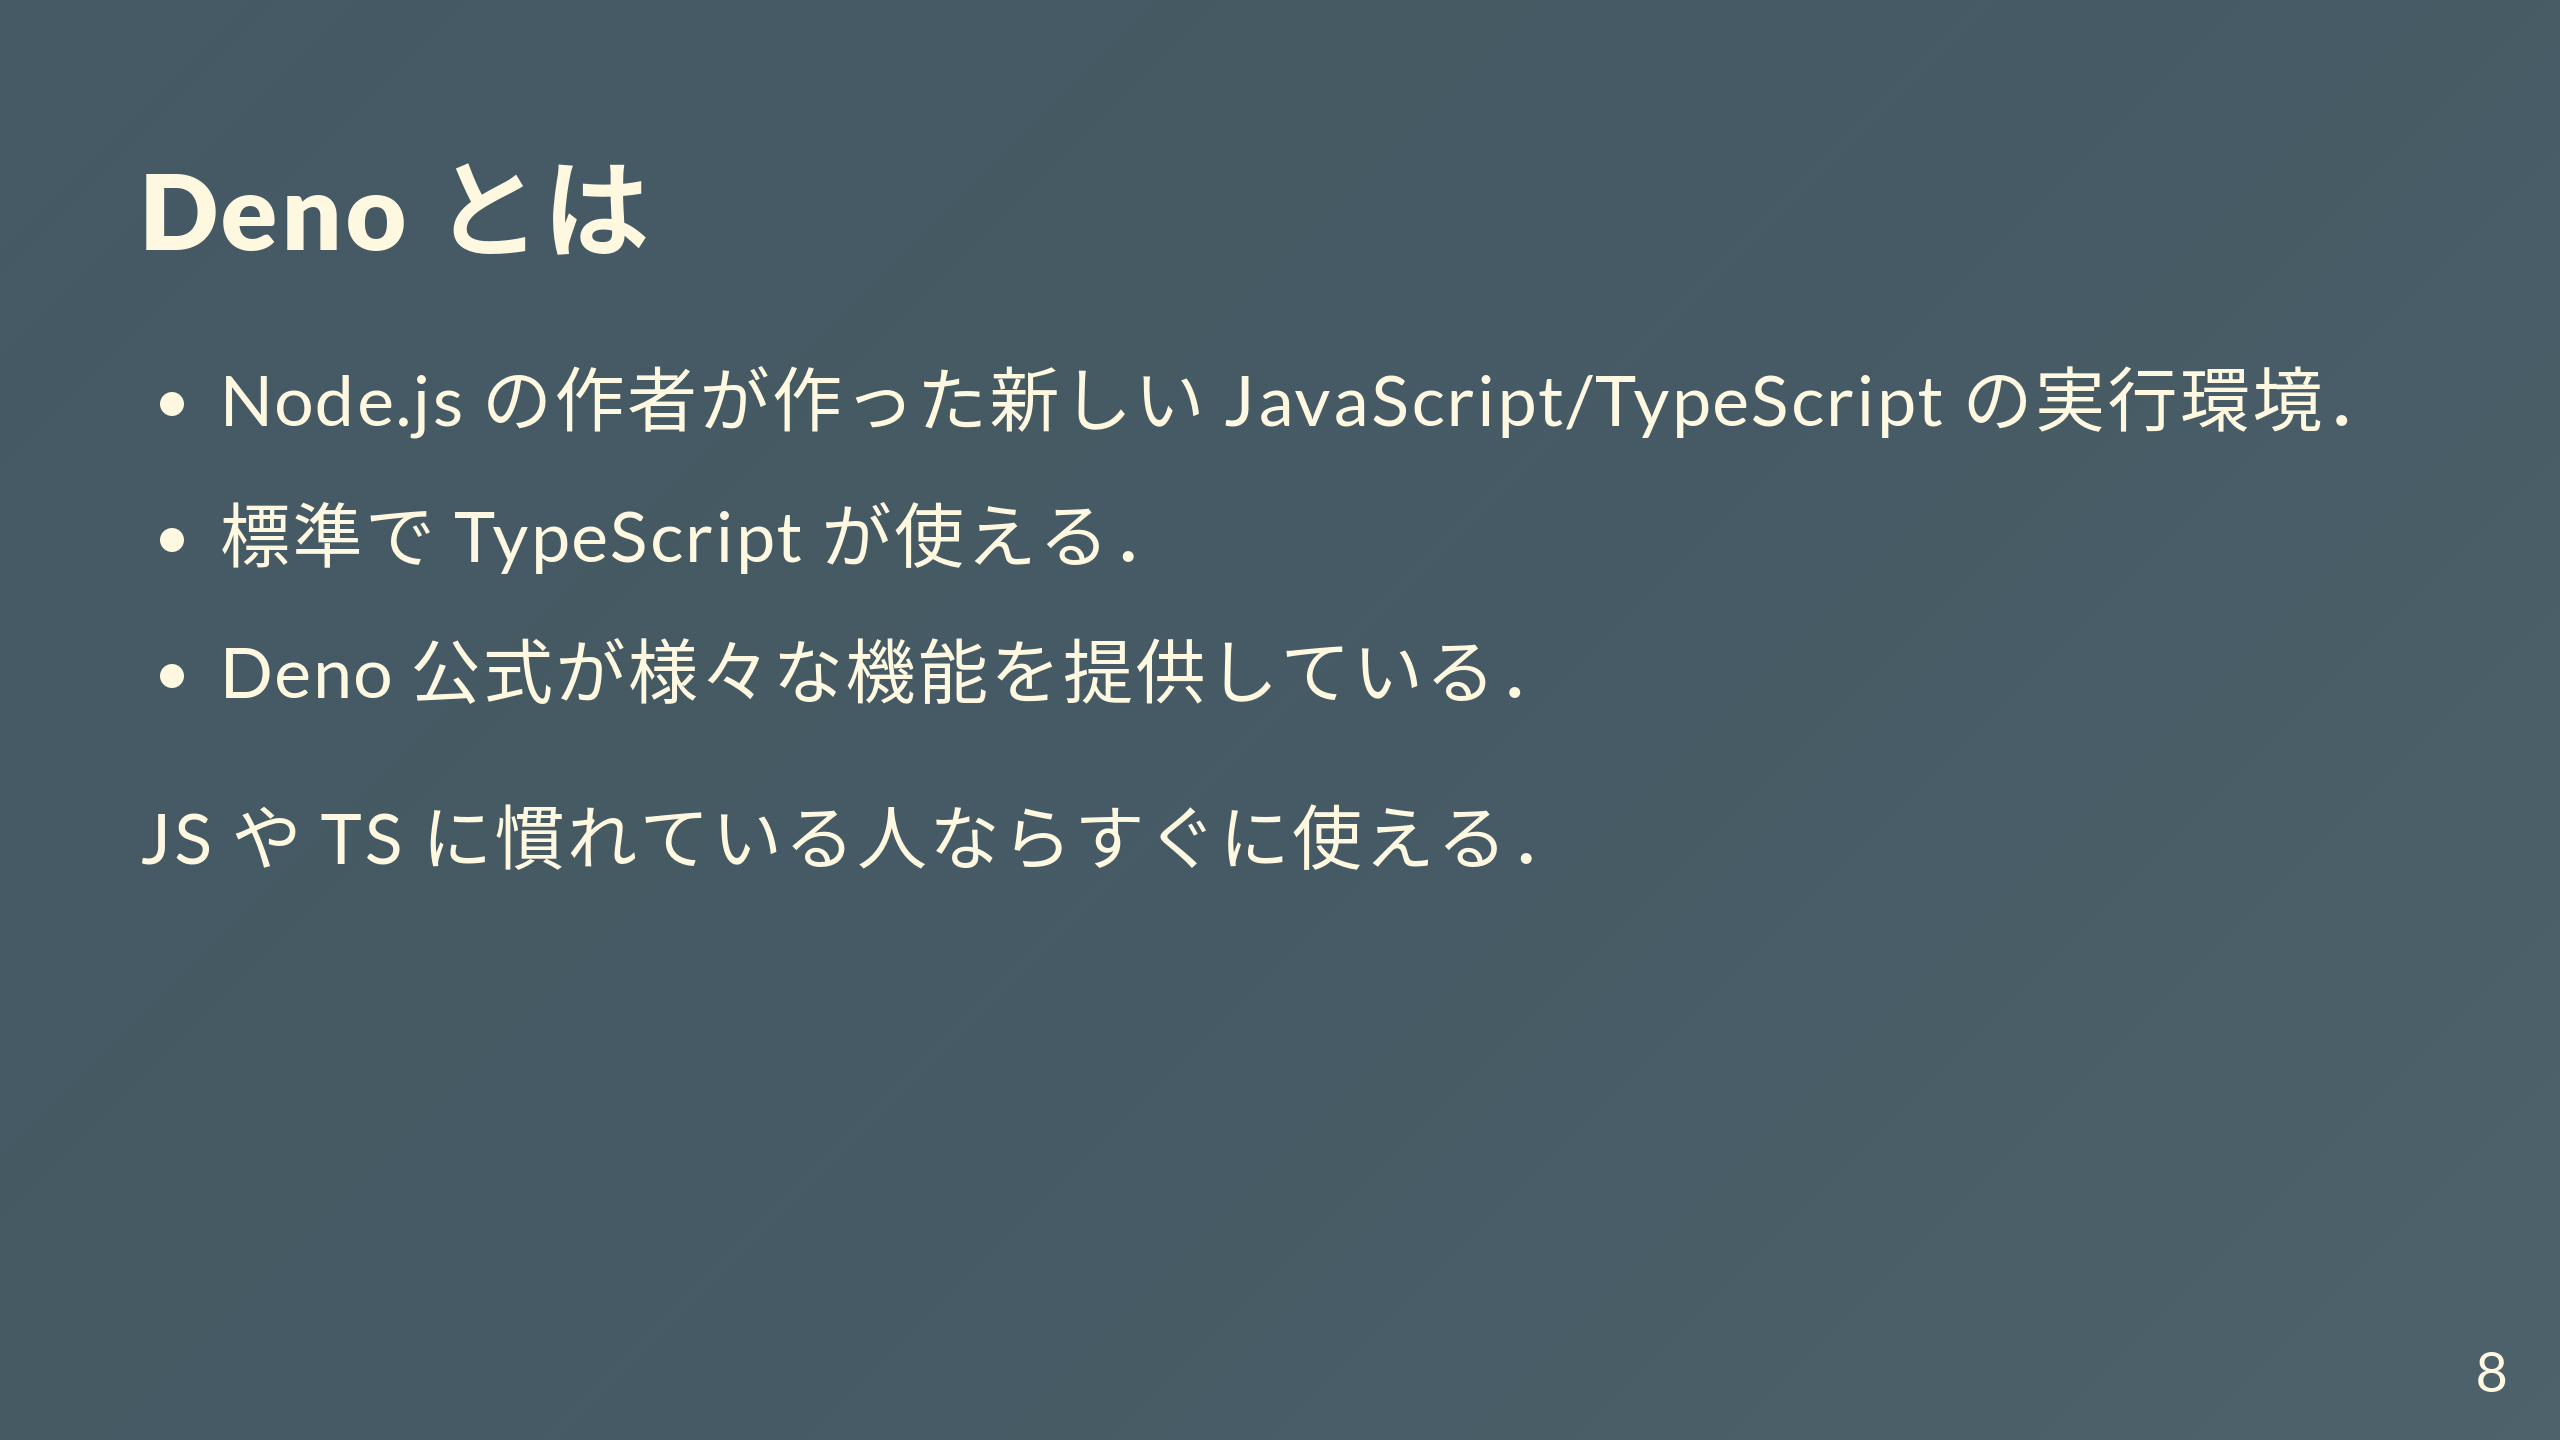 Deno とは
• Node.js の作者が作った新しい JavaScript/TypeScript の実行環境．
• 標準で TypeScript が使える．
• Deno 公式が様々な機能を提供している．
JS や TS に慣れている人ならすぐに使える．
8